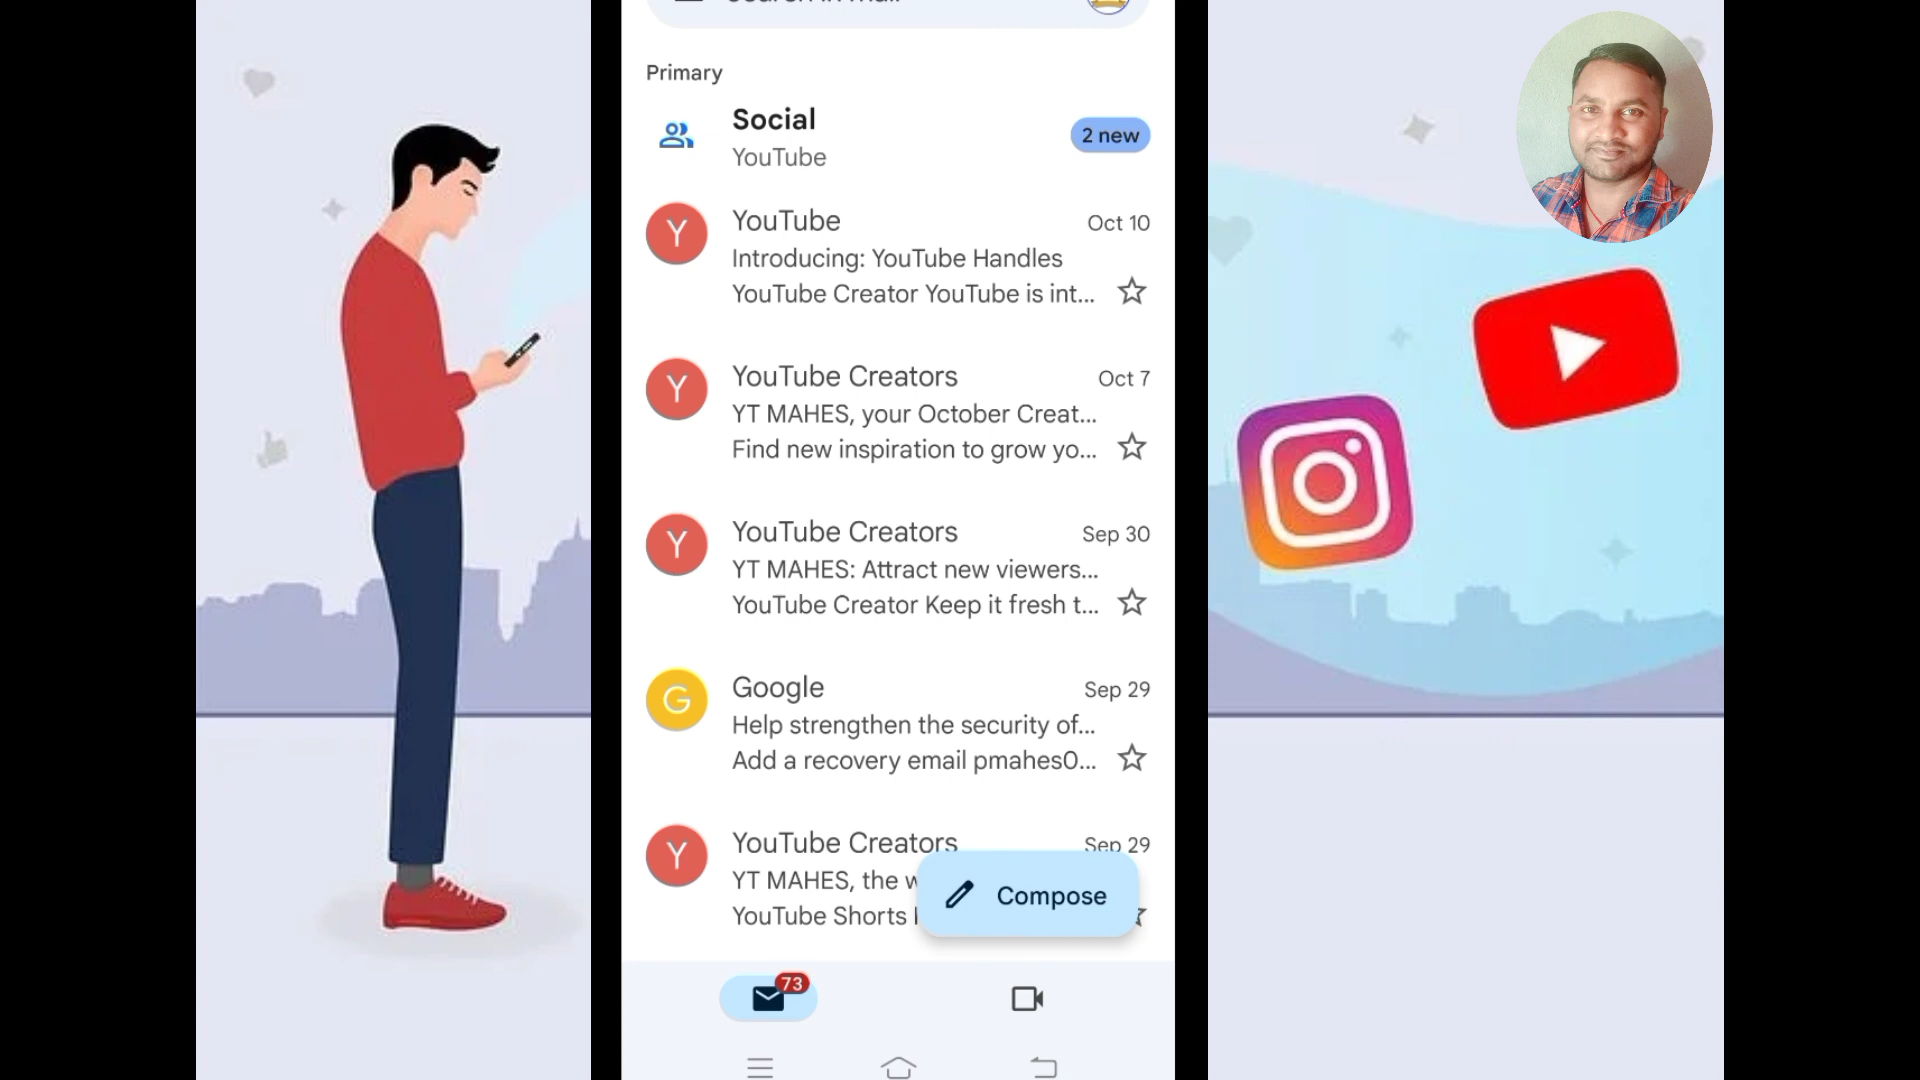 Search in mail
Primary
Social
2 new
YouTube
Y
YouTube
Oct 10
Introducing: YouTube Handles
YouTube Creator YouTube is int...
Y
YouTube Creators
Oct 7
YT MAHES, your October Creat...
Find new inspiration to grow yo...
Y
YouTube Creators
Sep 30
YT MAHES: Attract new viewers...
YouTube Creator Keep it fresh t...
G
Google
Sep 29
Help strengthen the security of...
Add a recovery email pmahes0...
Y
YouTube Creators
Sep 29
YT MAHES, the
YouTube Shorts
Compose
73